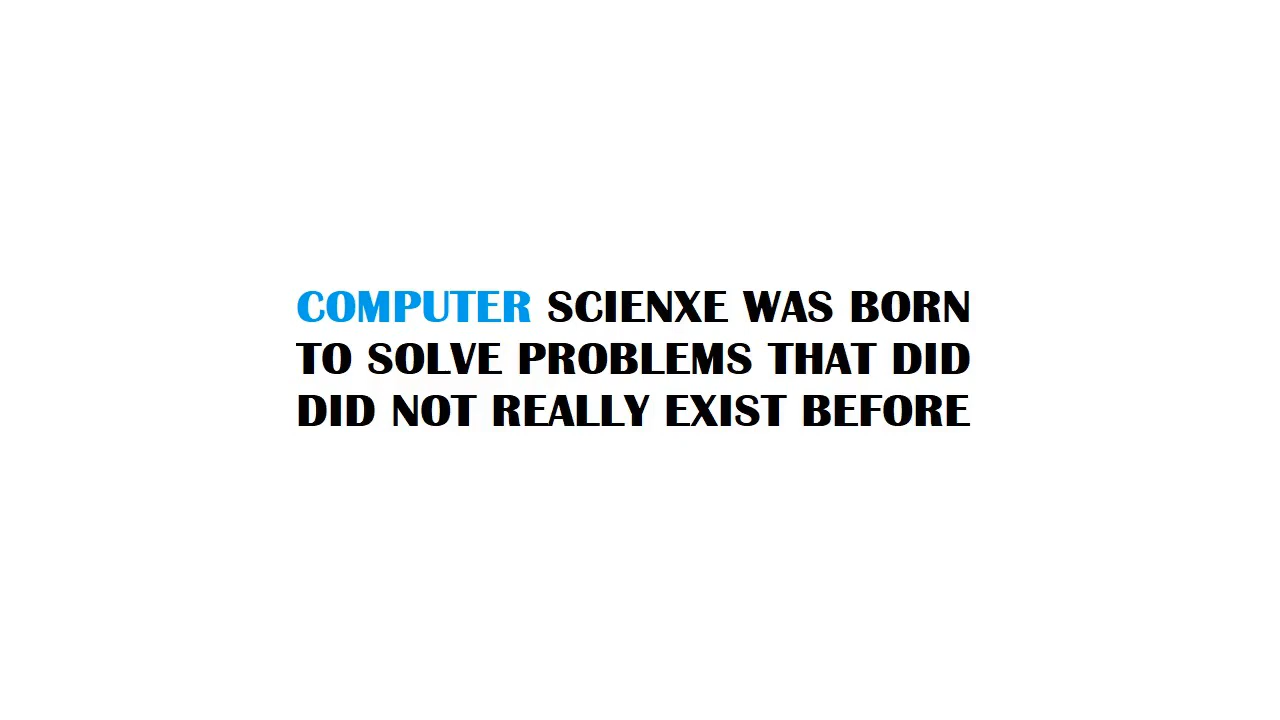 COMPUTER SCIENXE WAS BORN
TO SOLVE PROBLEMS THAT DID
DID NOT REALLY EXIST BEFORE